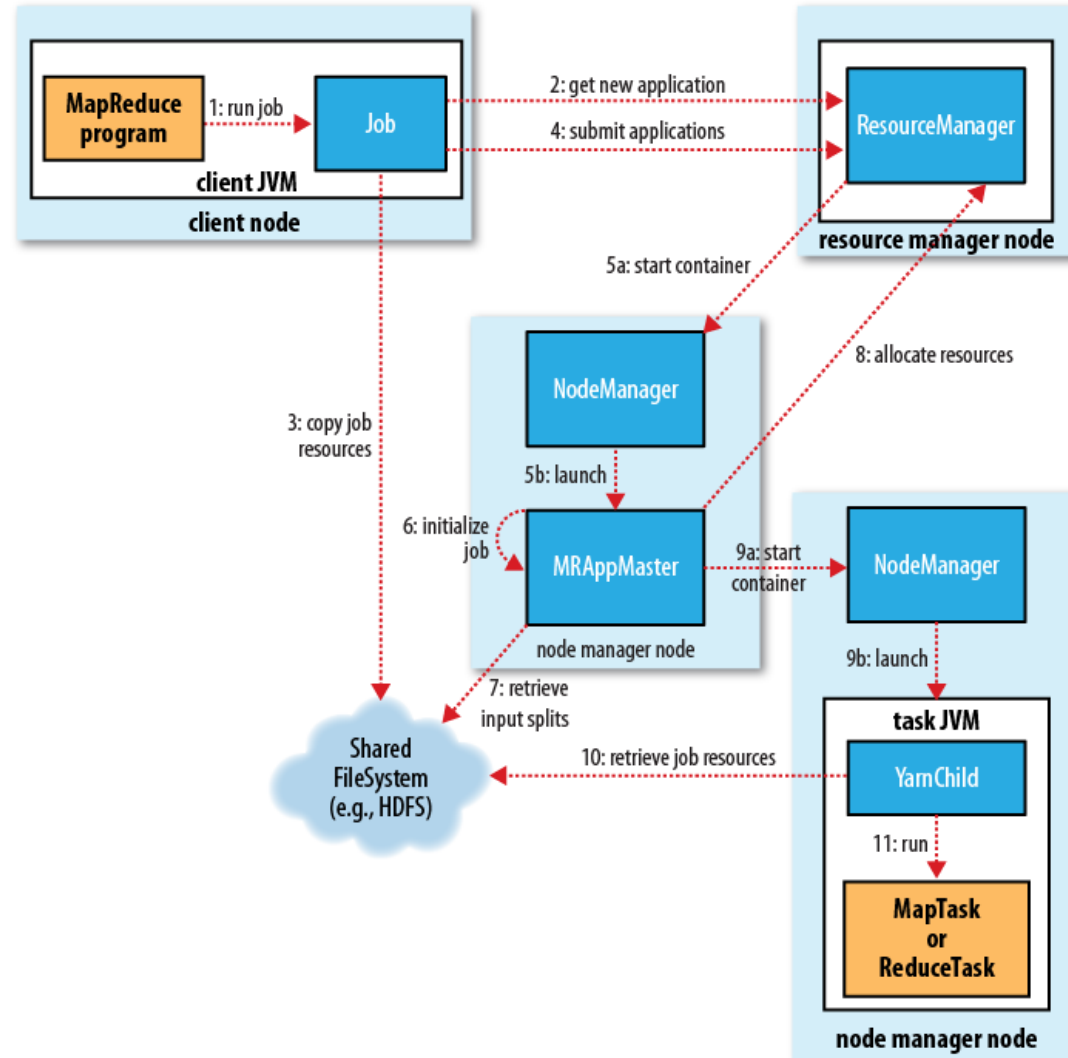 MapReduce
program
1: run job
Job
client JVM
client node
2: get new application
4: submit applications
ResourceManager
resource manager node
5a: start container
8: allocate resources
3: copy job
resources
NodeManager
5b: launch
6: initialize
job
MRAppMaster
node manager node
9a: start
container
NodeManager
9b: launch
7: retrieve
input splits
Shared
FileSystem
(e.g., HDFS)
10: retrieve job resources
task JVM
YarnChild
11: run
MapTask
or
ReduceTask
node manager node